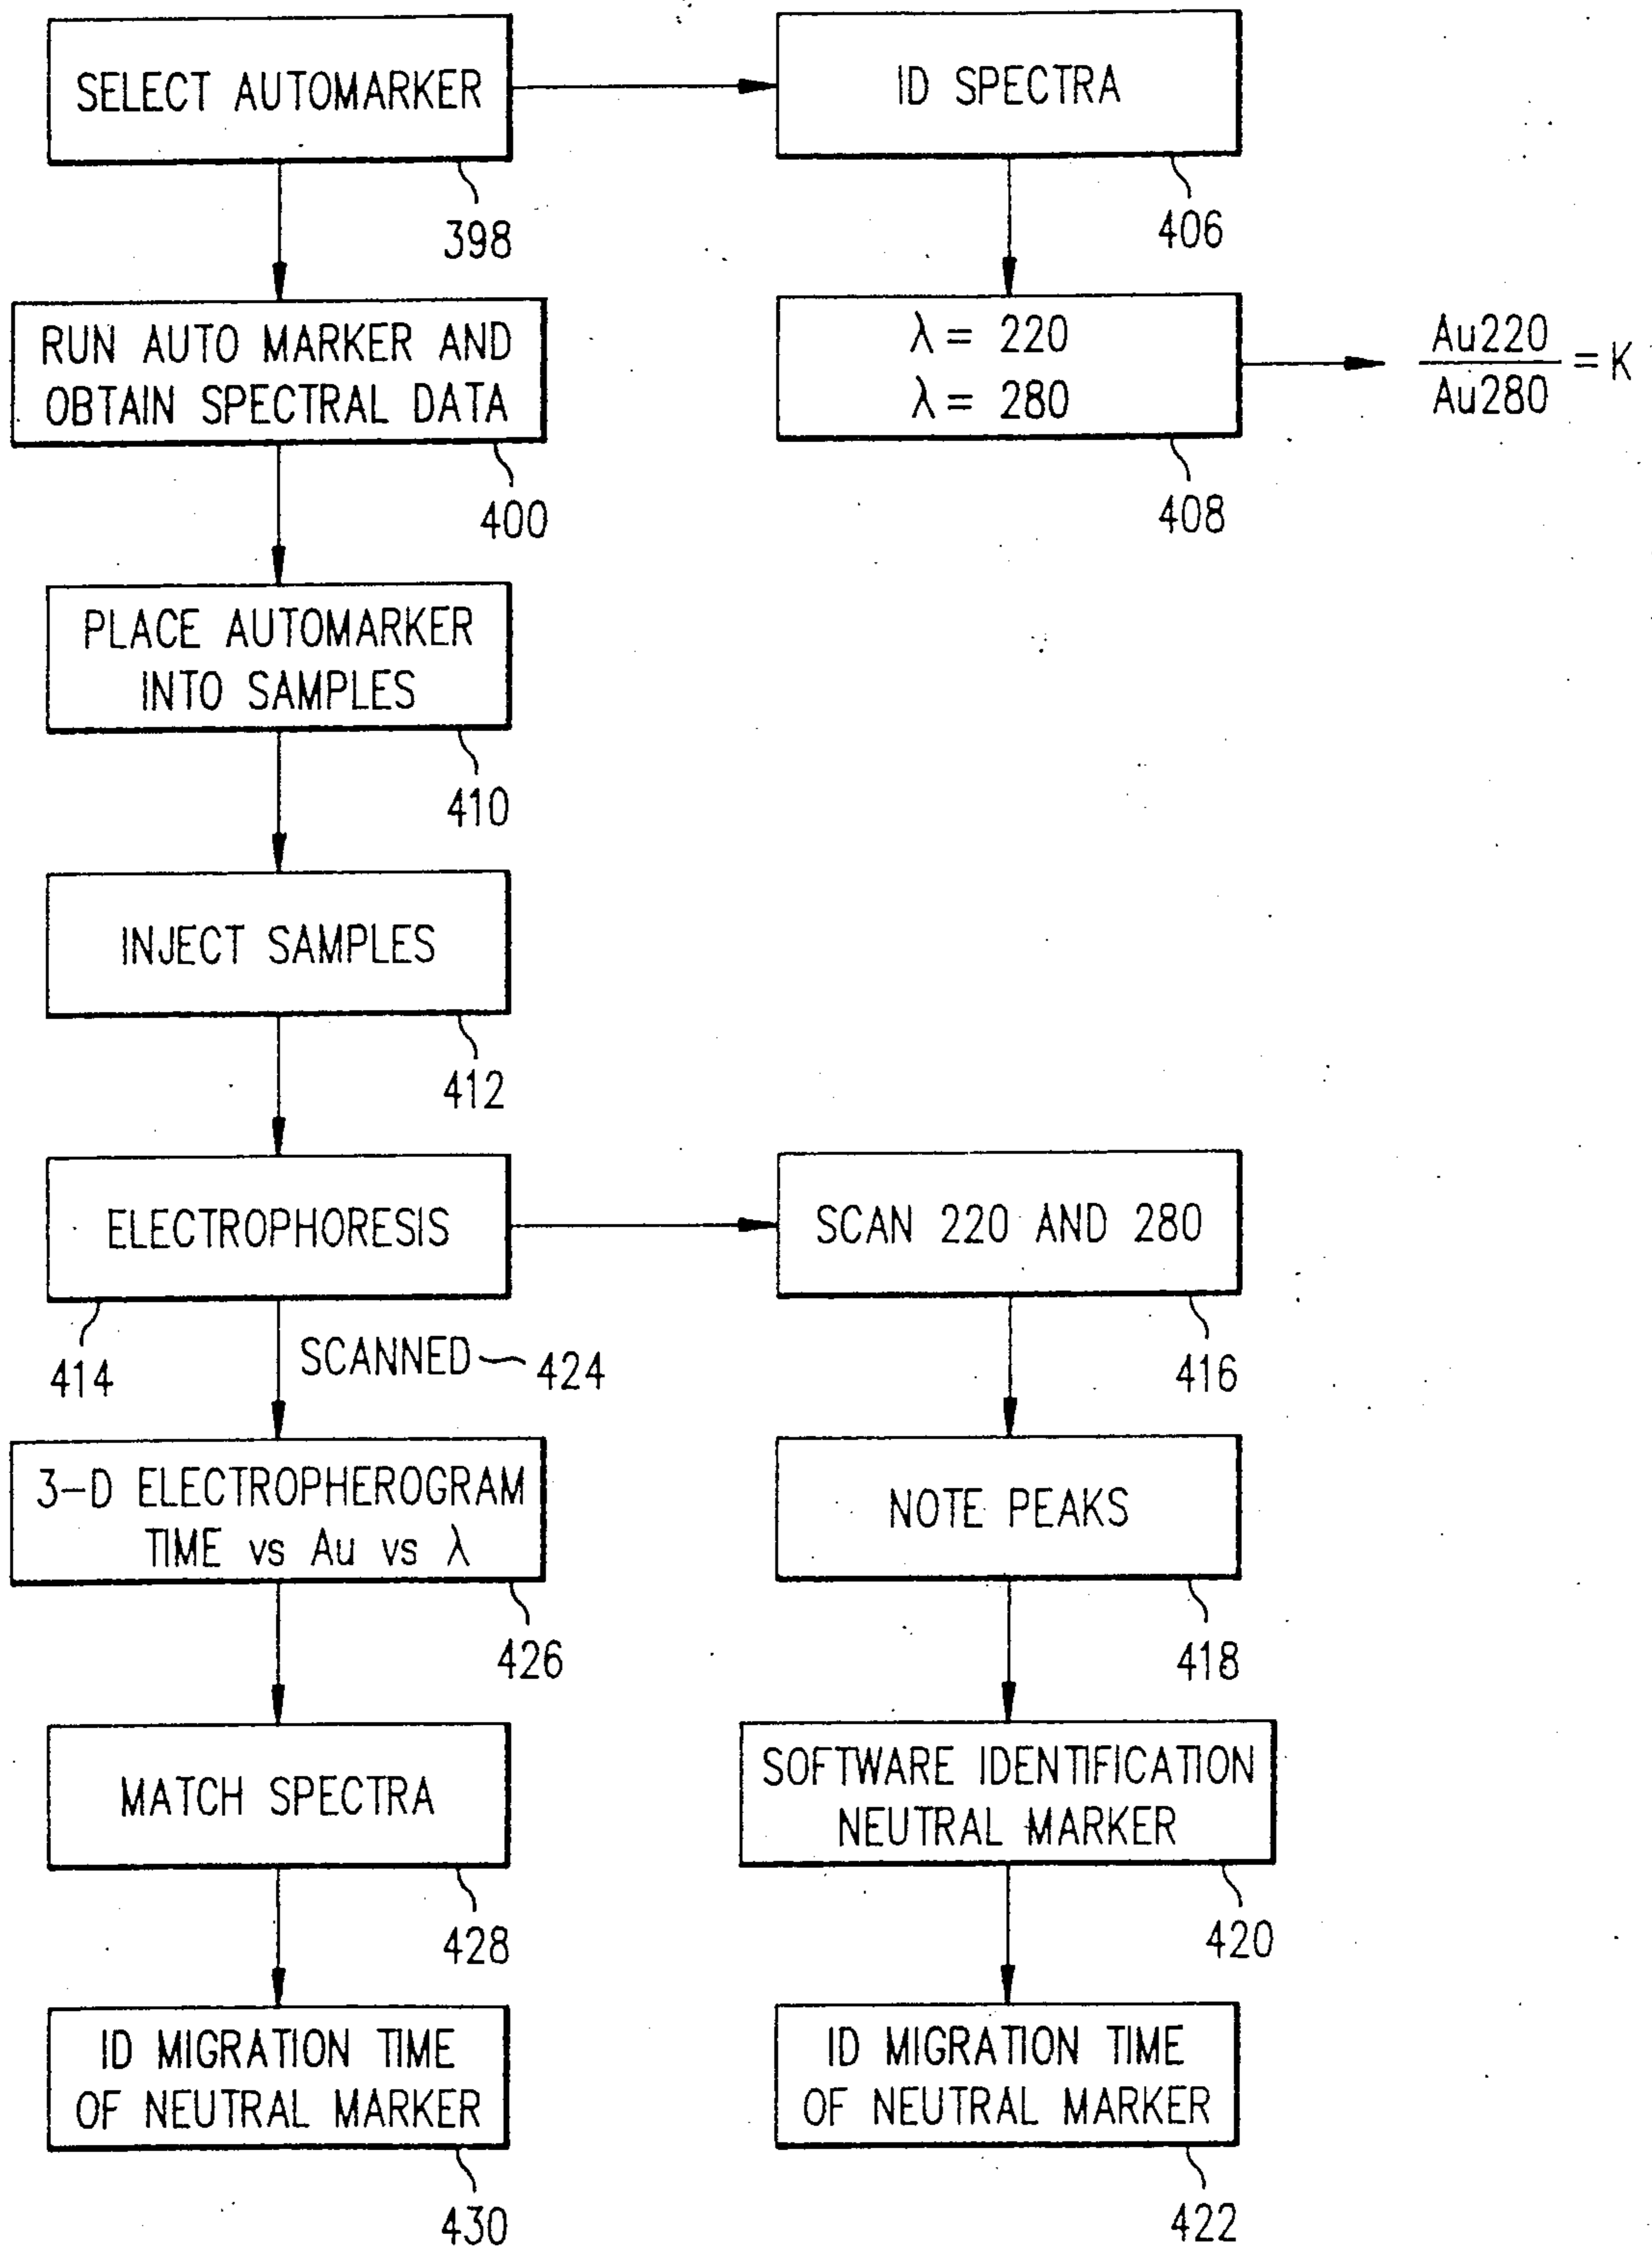 SELECT AUTOMARKER
398
ID SPECTRA
406
RUN AUTO MARKER AND
OBTAIN SPECTRAL DATA
400
λ = 220
λ = 280
408
Au220
Au280
= K
PLACE AUTOMARKER
INTO SAMPLES
410
INJECT SAMPLES
412
ELECTROPHORESIS
414
SCAN 220 AND 280
416
SCANNED 424
3-D ELECTROPHEROGRAM
TIME vs Au vs λ
426
NOTE PEAKS
418
MATCH SPECTRA
428
SOFTWARE IDENTIFICATION
NEUTRAL MARKER
420
ID MIGRATION TIME
OF NEUTRAL MARKER
430
ID MIGRATION TIME
OF NEUTRAL MARKER
422